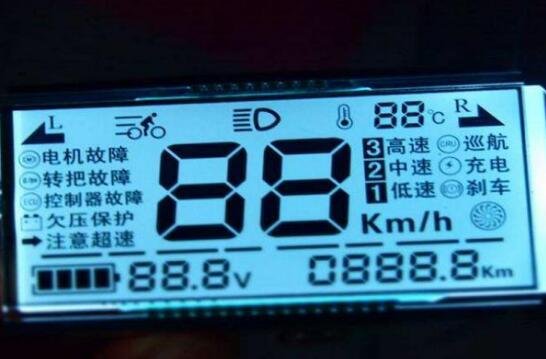 L 88°C R
电机故障 3 高速 CRU 巡航
转把故障 88 2 中速 充电
ECU 控制器故障 1 低速 刹车
欠压保护 Km/h
注意超速
88.8V 0888.8Km